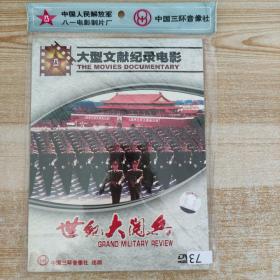 中国人民解放军
八一电影制片厂
中国三环音像社
大型文献纪录电影
THE MOVIES DOCUMENTARY
世纪大阅兵
GRAND MILITARY REVIEW
中国三环音像社 出版
73